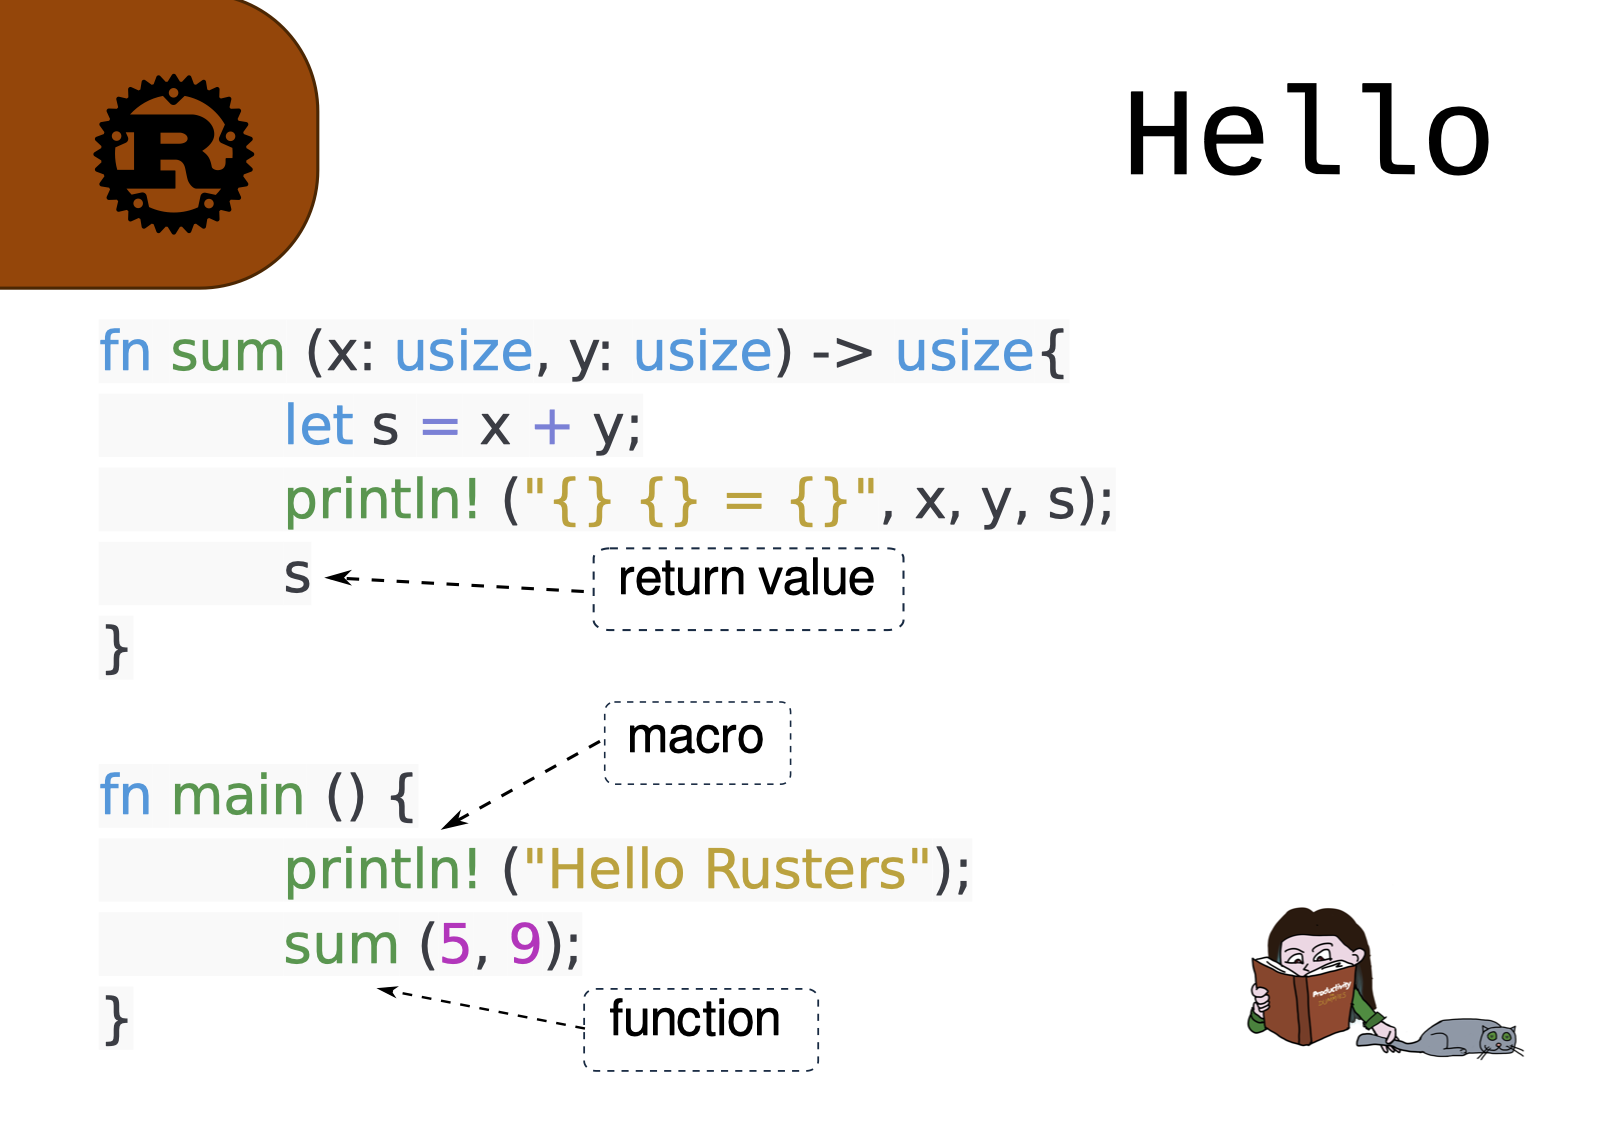 R
Hello
fn sum (x: usize, y: usize) -> usize{
let s = x + y;
println! ("{} {} = {}", x, y, s);
s
return value
}
macro
fn main () {
println! ("Hello Rusters");
sum (5, 9);
function
}
Productivity
DUMMIES